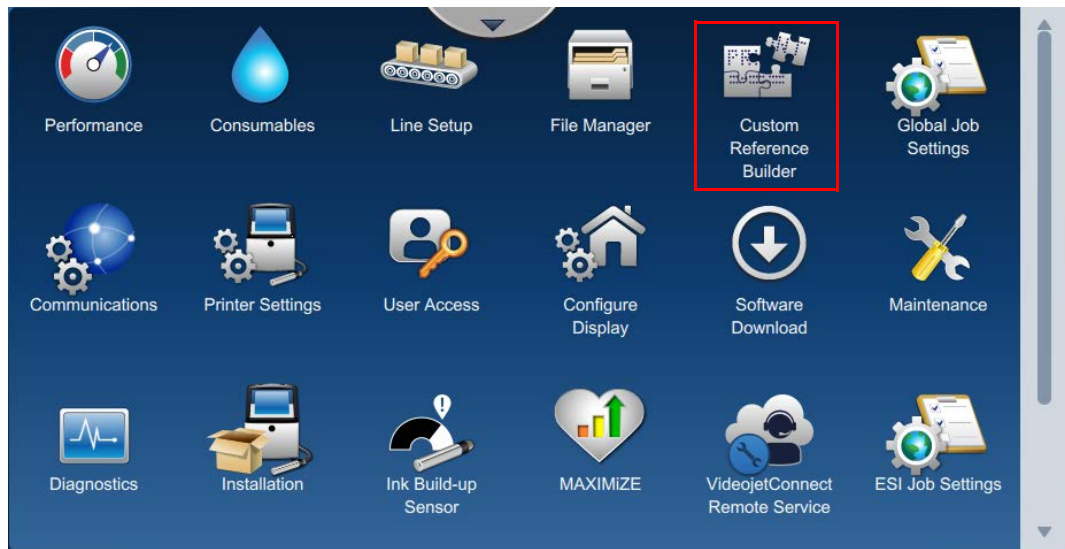 Performance
Consumables
Line Setup
File Manager
Custom
Reference
Builder
Global Job
Settings
Communications
Printer Settings
User Access
Configure
Display
Software
Download
Maintenance
Diagnostics
Installation
Ink Build-up
Sensor
MAXIMiZE
VideojetConnect
Remote Service
ESI Job Settings